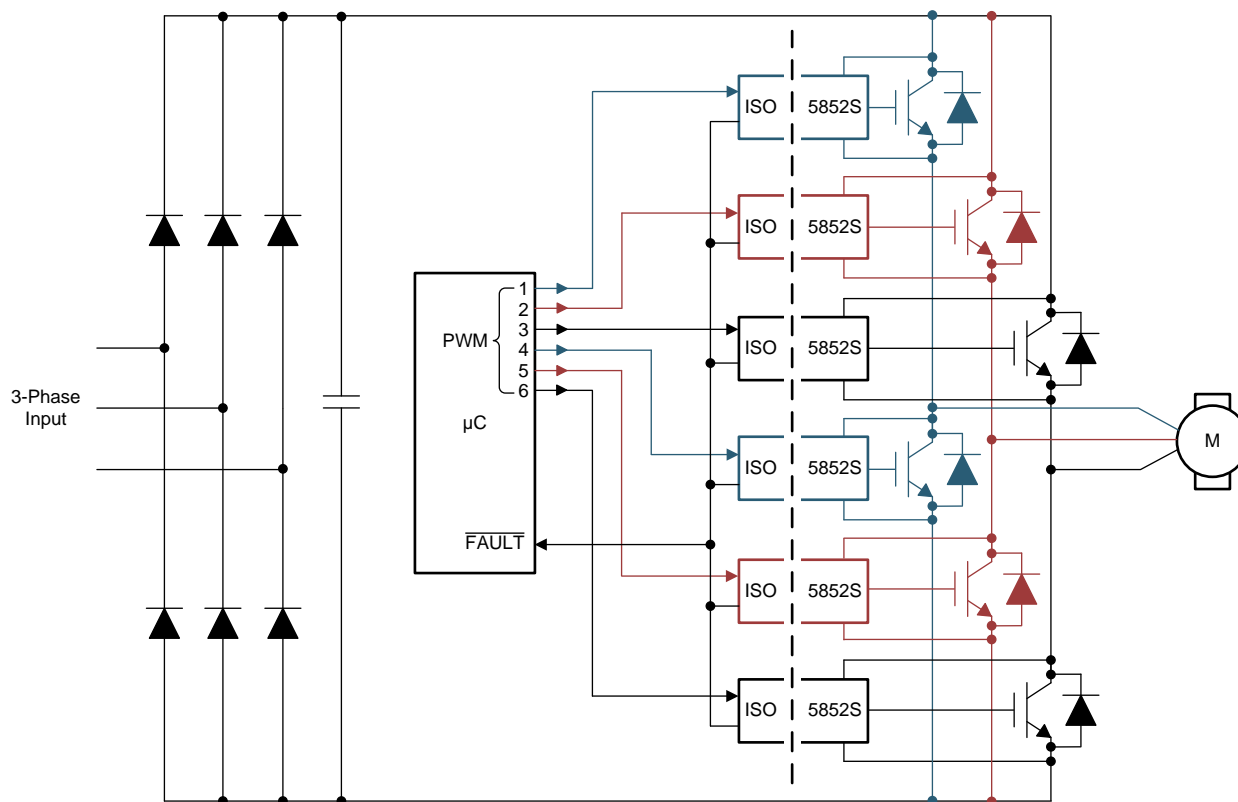 3-Phase
Input
PWM
1
2
3
4
5
6
µC
FAULT
ISO 5852S
ISO 5852S
ISO 5852S
ISO 5852S
ISO 5852S
ISO 5852S
M